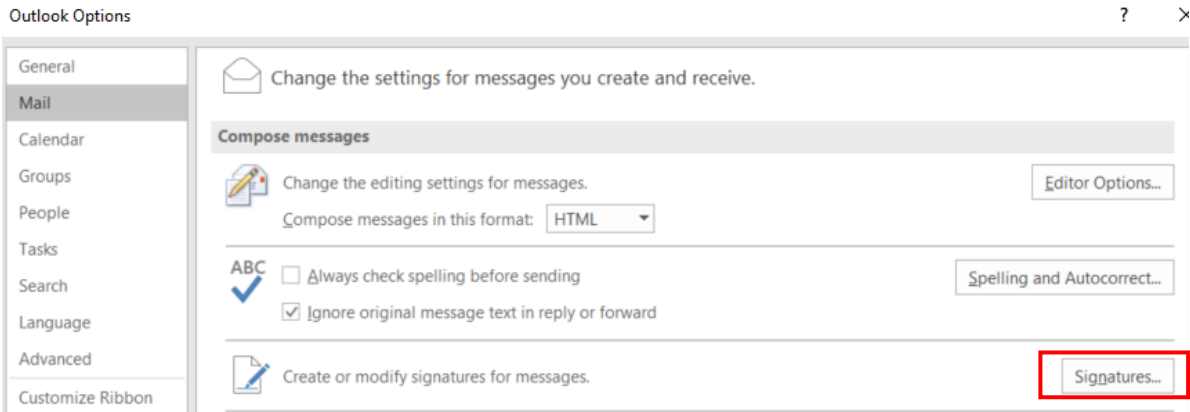 Outlook Options ? ×
General
Mail
Calendar
Groups
People
Tasks
Search
Language
Advanced
Customize Ribbon
Change the settings for messages you create and receive.
Compose messages
Change the editing settings for messages.
Editor Options...
Compose messages in this format: HTML
ABC
Always check spelling before sending
Spelling and Autocorrect...
Ignore original message text in reply or forward
Create or modify signatures for messages.
Signatures...